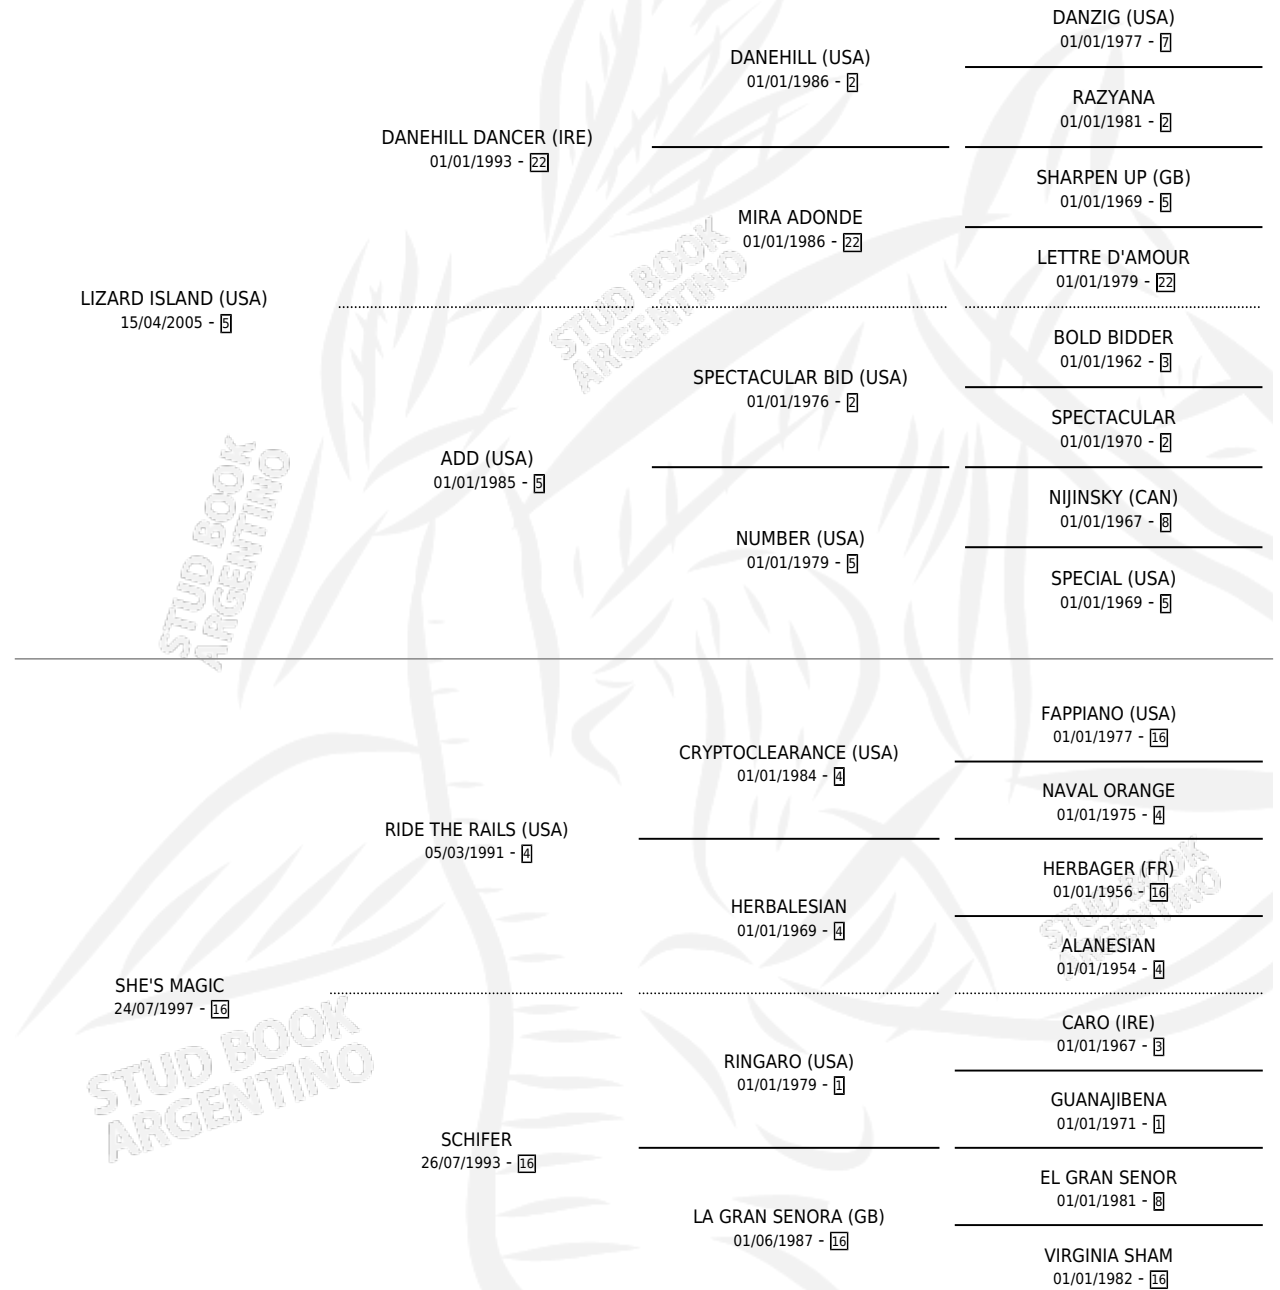 DANZIG (USA)
01/01/1977 - 7
DANEHILL (USA)
01/01/1986 - 2
RAZYANA
01/01/1981 - 2
DANEHILL DANCER (IRE)
01/01/1993 - 22
SHARPEN UP (GB)
01/01/1969 - 5
MIRA ADONDE
01/01/1986 - 22
LETTRE D'AMOUR
01/01/1979 - 22
LIZARD ISLAND (USA)
15/04/2005 - 5
BOLD BIDDER
01/01/1962 - 3
SPECTACULAR BID (USA)
01/01/1976 - 2
SPECTACULAR
01/01/1970 - 2
ADD (USA)
01/01/1985 - 5
NIJINSKY (CAN)
01/01/1967 - 8
NUMBER (USA)
01/01/1979 - 5
SPECIAL (USA)
01/01/1969 - 5
FAPPIANO (USA)
01/01/1977 - 16
CRYPTOCLEARANCE (USA)
01/01/1984 - 4
NAVAL ORANGE
01/01/1975 - 4
RIDE THE RAILS (USA)
05/03/1991 - 4
HERBAGER (FR)
01/01/1956 - 16
HERBALESIAN
01/01/1969 - 4
ALANESIAN
01/01/1954 - 4
SHE'S MAGIC
24/07/1997 - 16
CARO (IRE)
01/01/1967 - 3
RINGARO (USA)
01/01/1979 - 1
GUANAJIBENA
01/01/1971 - 1
SCHIFER
26/07/1993 - 16
EL GRAN SENOR
01/01/1981 - 8
LA GRAN SENORA (GB)
01/06/1987 - 16
VIRGINIA SHAM
01/01/1982 - 16
STUD BOOK
ARGENTINO
STUD BOOK
ARGENTINO
STUD BOOK
ARGENTINO
STUD BOOK
ARGENTINO